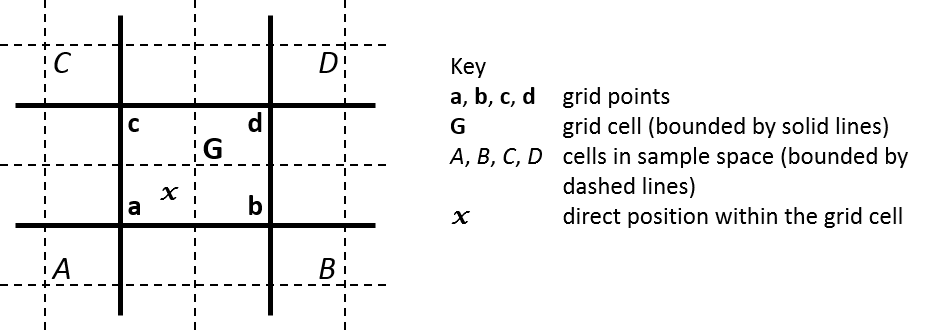 C D
c d
G
x
a b
A B
Key
a, b, c, d grid points
G grid cell (bounded by solid lines)
A, B, C, D cells in sample space (bounded by
dashed lines)
x direct position within the grid cell